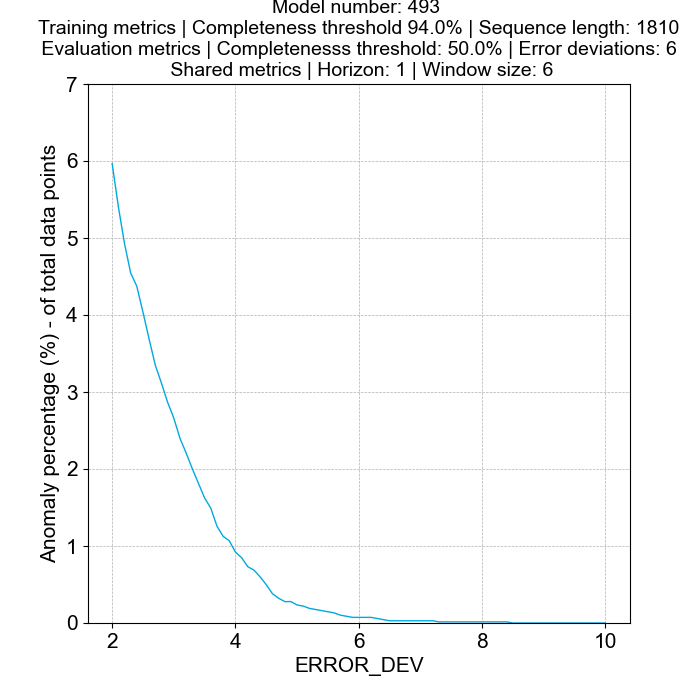 Model number: 493
Training metrics | Completeness threshold 94.0% | Sequence length: 1810
Evaluation metrics | Completenesss threshold: 50.0% | Error deviations: 6
Shared metrics | Horizon: 1 | Window size: 6
7
6
5
4
3
2
1
0
Anomaly percentage (%) - of total data points
2 4 6 8 10
ERROR_DEV